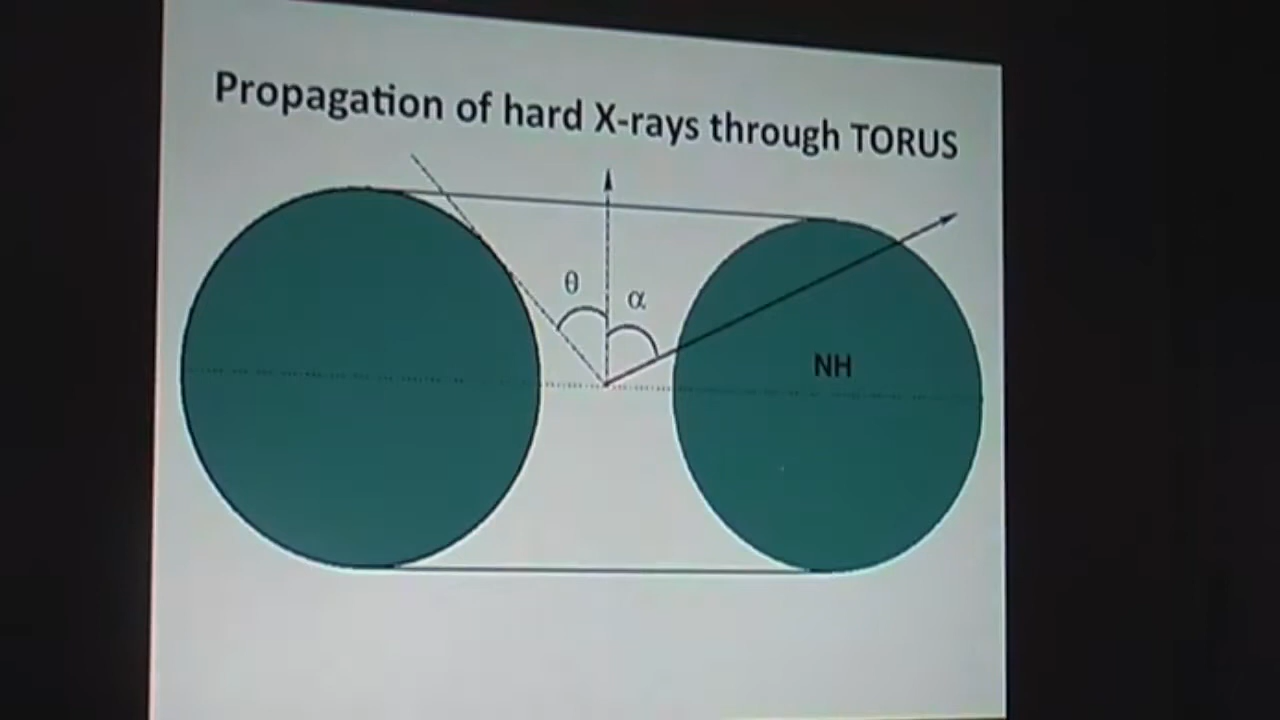 Propagation of hard X-rays through TORUS
θ
α
NH